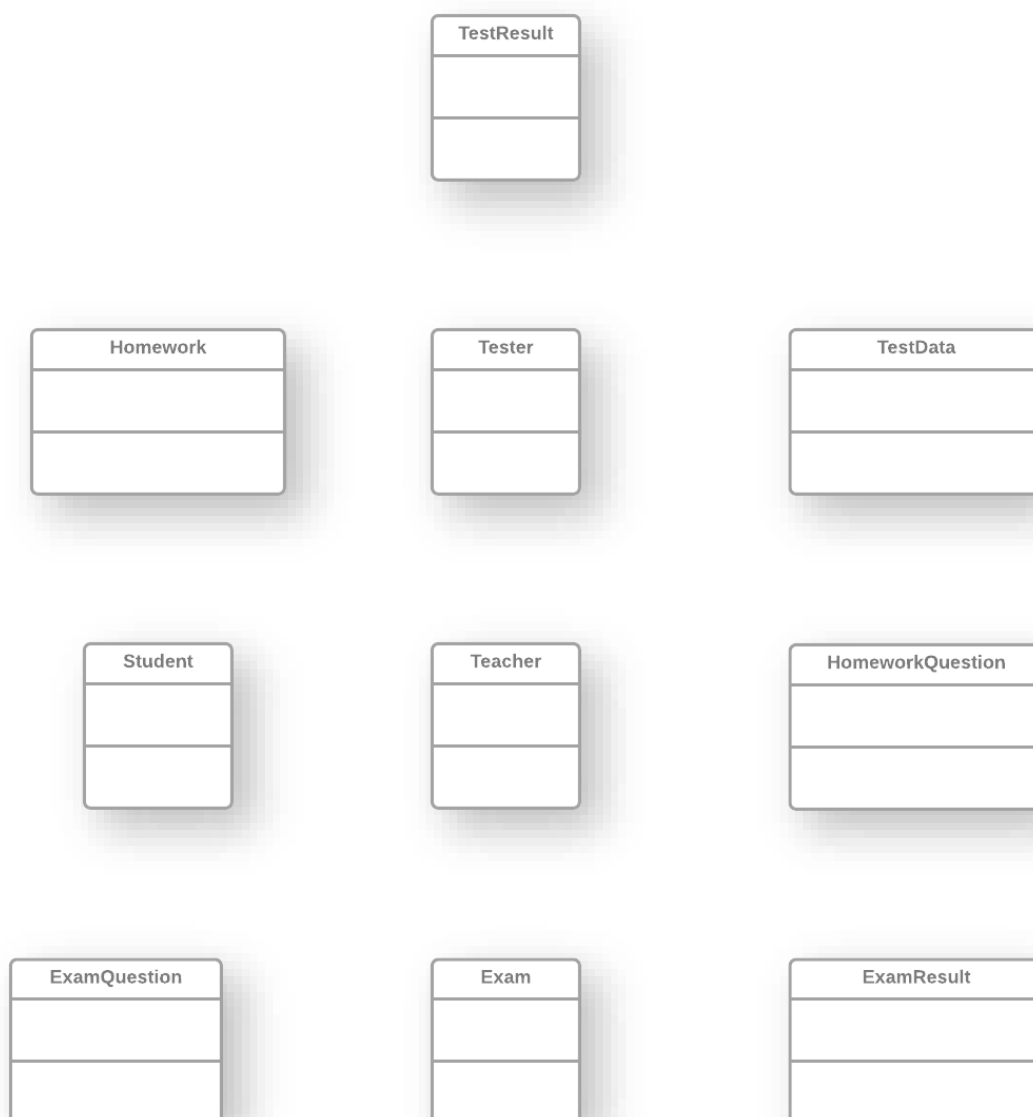 TestResult
Homework
Tester
TestData
Student
Teacher
HomeworkQuestion
ExamQuestion
Exam
ExamResult